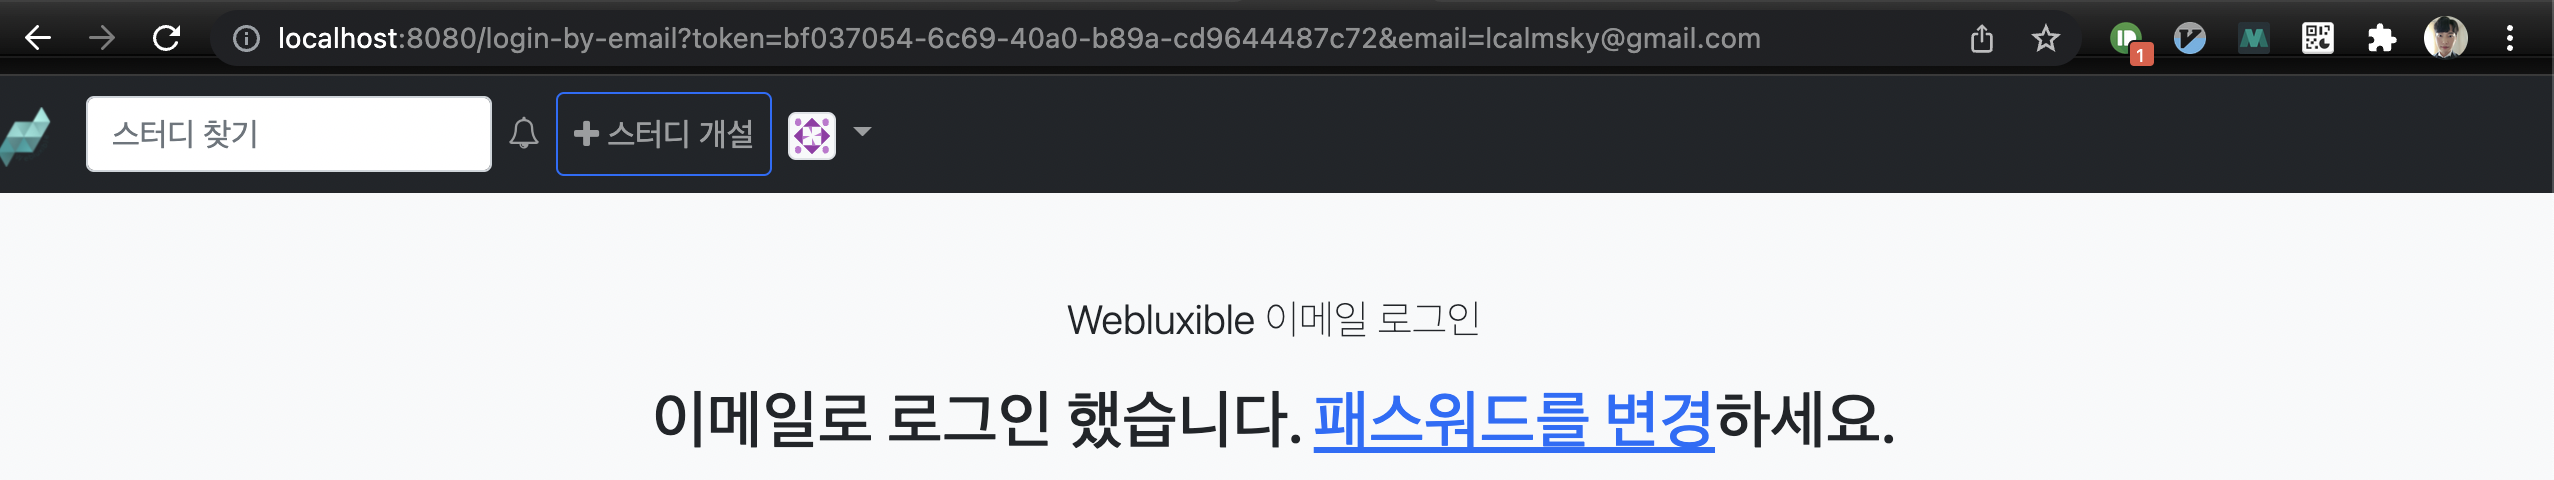 localhost:8080/login-by-email?token=bf037054-6c69-40a0-b89a-cd9644487c72&email=lcalmsky@gmail.com
1
스터디 찾기
스터디 개설
Webluxible 이메일 로그인
이메일로 로그인 했습니다. 패스워드를 변경하세요.